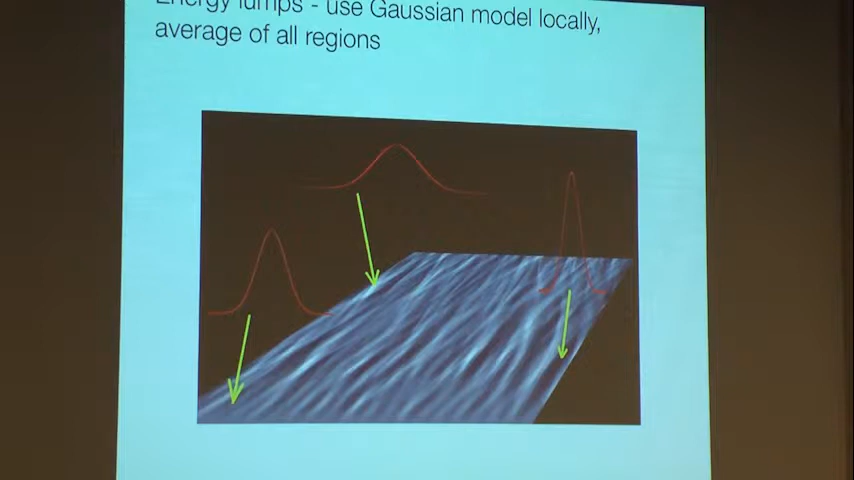 Energy lumps - use Gaussian model locally,
average of all regions